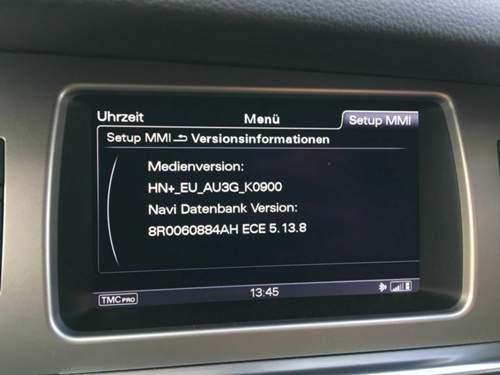 Uhrzeit Menü Setup MMI
Setup MMI Versionsinformationen
Medienversion:
HN+_EU_AU3G_K0900
Navi Datenbank Version:
8R0060884AH ECE 5.13.8
TMC PRO 13:45